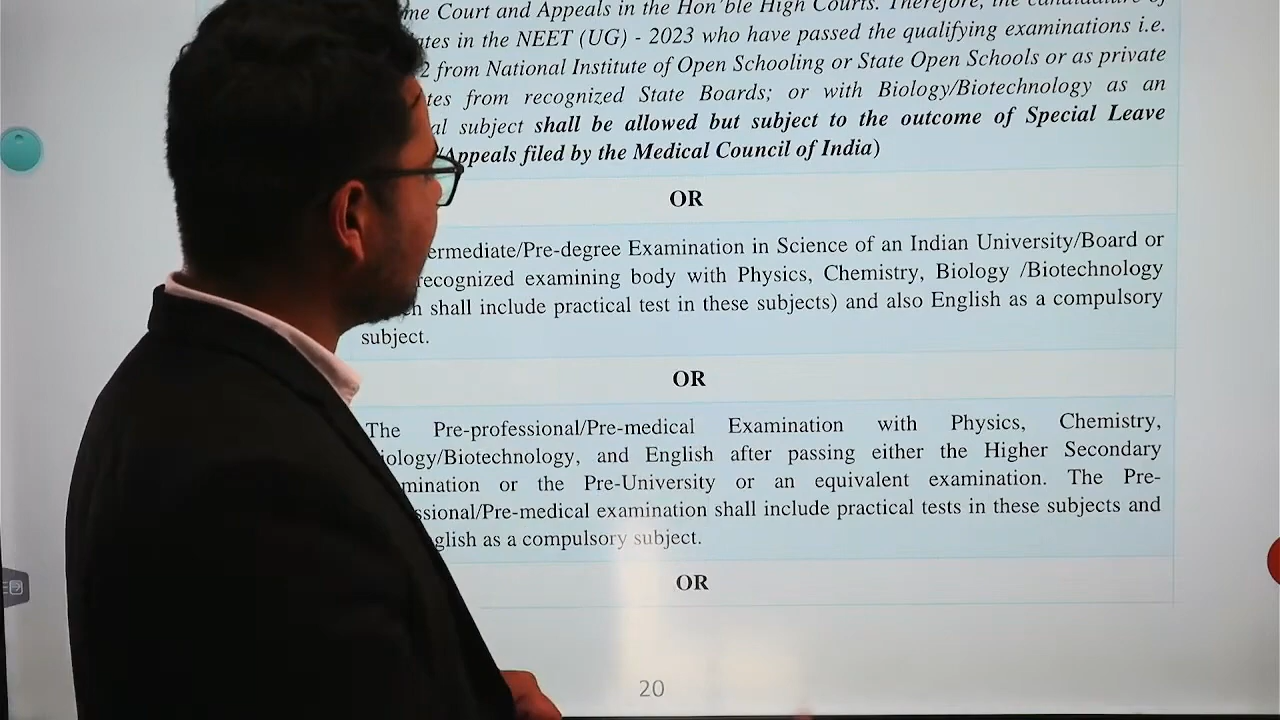 me Court and Appeals in the Hon'ble High Courts. Therefore, the candidature of
ates in the NEET (UG) - 2023 who have passed the qualifying examinations i.e.
2 from National Institute of Open Schooling or State Open Schools or as private
tes from recognized State Boards; or with Biology/Biotechnology as an
al subject shall be allowed but subject to the outcome of Special Leave
/Appeals filed by the Medical Council of India)
OR
ermediate/Pre-degree Examination in Science of an Indian University/Board or
recognized examining body with Physics, Chemistry, Biology /Biotechnology
h shall include practical test in these subjects) and also English as a compulsory
subject.
OR
The Pre-professional/Pre-medical Examination with Physics, Chemistry,
iology/Biotechnology, and English after passing either the Higher Secondary
mination or the Pre-University or an equivalent examination. The Pre-
ssional/Pre-medical examination shall include practical tests in these subjects and
glish as a compulsory subject.
OR
20